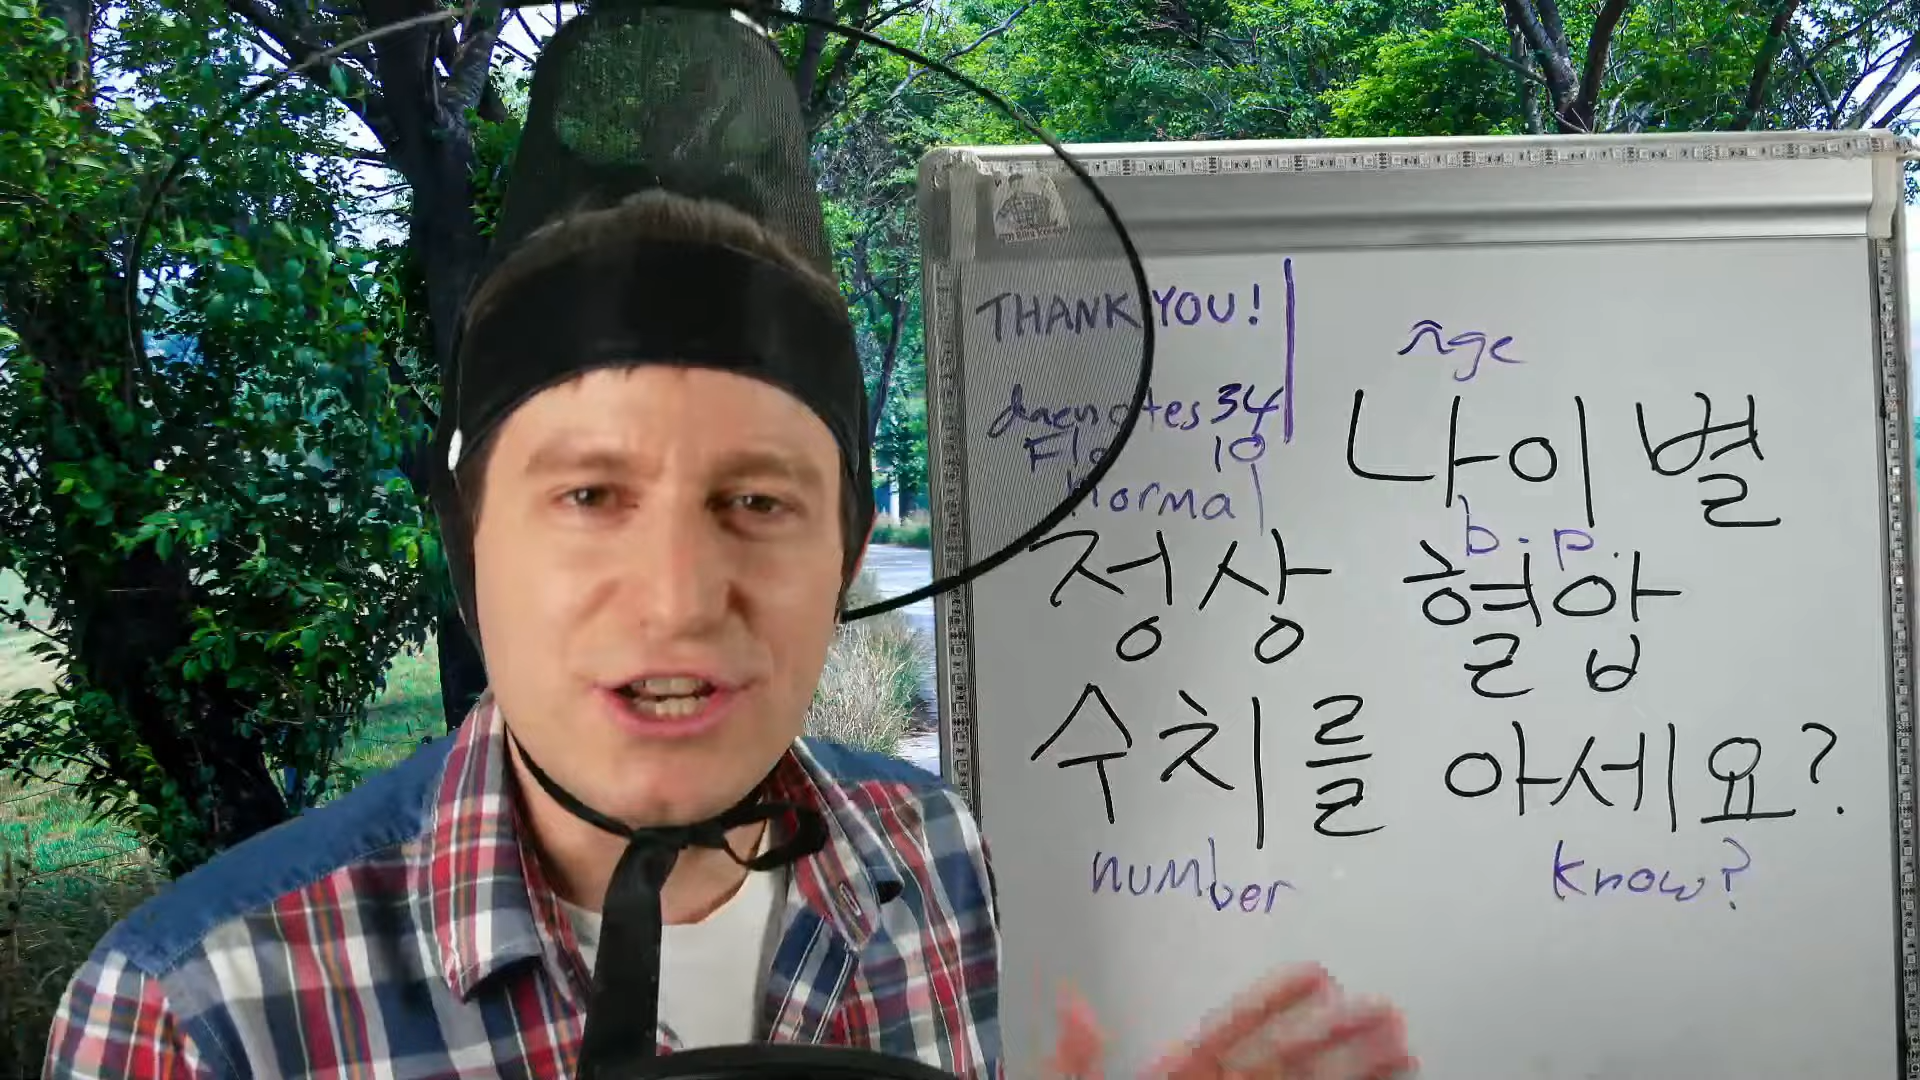 THANK YOU!
age
daenotes 34
나이별
10
normal
b.p.
정상 혈압
수치를 아세요?
number
know?